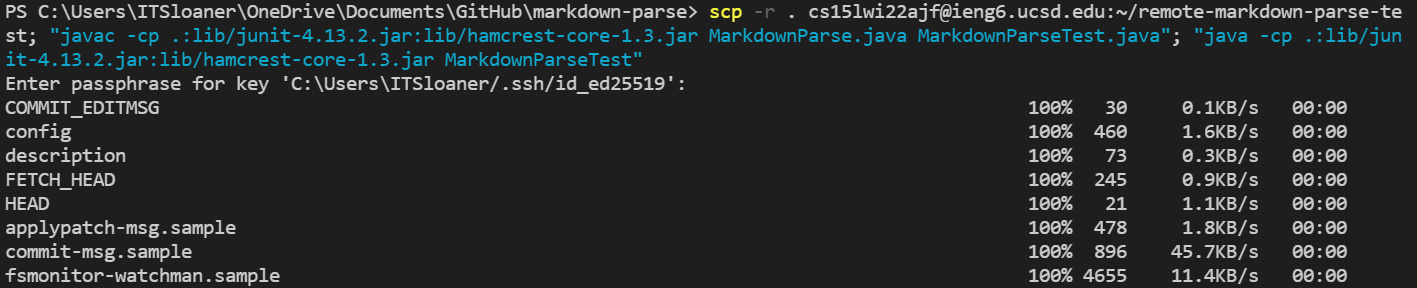 PS C:\Users\ITSloaner\OneDrive\Documents\GitHub\markdown-parse> scp -r . cs15lwi22ajf@ieng6.ucsd.edu:~/remote-markdown-parse-te
st; "javac -cp .:lib/junit-4.13.2.jar:lib/hamcrest-core-1.3.jar MarkdownParse.java MarkdownParseTest.java"; "java -cp .:lib/jun
it-4.13.2.jar:lib/hamcrest-core-1.3.jar MarkdownParseTest"
Enter passphrase for key 'C:\Users\ITSloaner/.ssh/id_ed25519':
COMMIT_EDITMSG 100% 30 0.1KB/s 00:00
config 100% 460 1.6KB/s 00:00
description 100% 73 0.3KB/s 00:00
FETCH_HEAD 100% 245 0.9KB/s 00:00
HEAD 100% 21 1.1KB/s 00:00
applypatch-msg.sample 100% 478 1.8KB/s 00:00
commit-msg.sample 100% 896 45.7KB/s 00:00
fsmonitor-watchman.sample 100% 4655 11.4KB/s 00:00